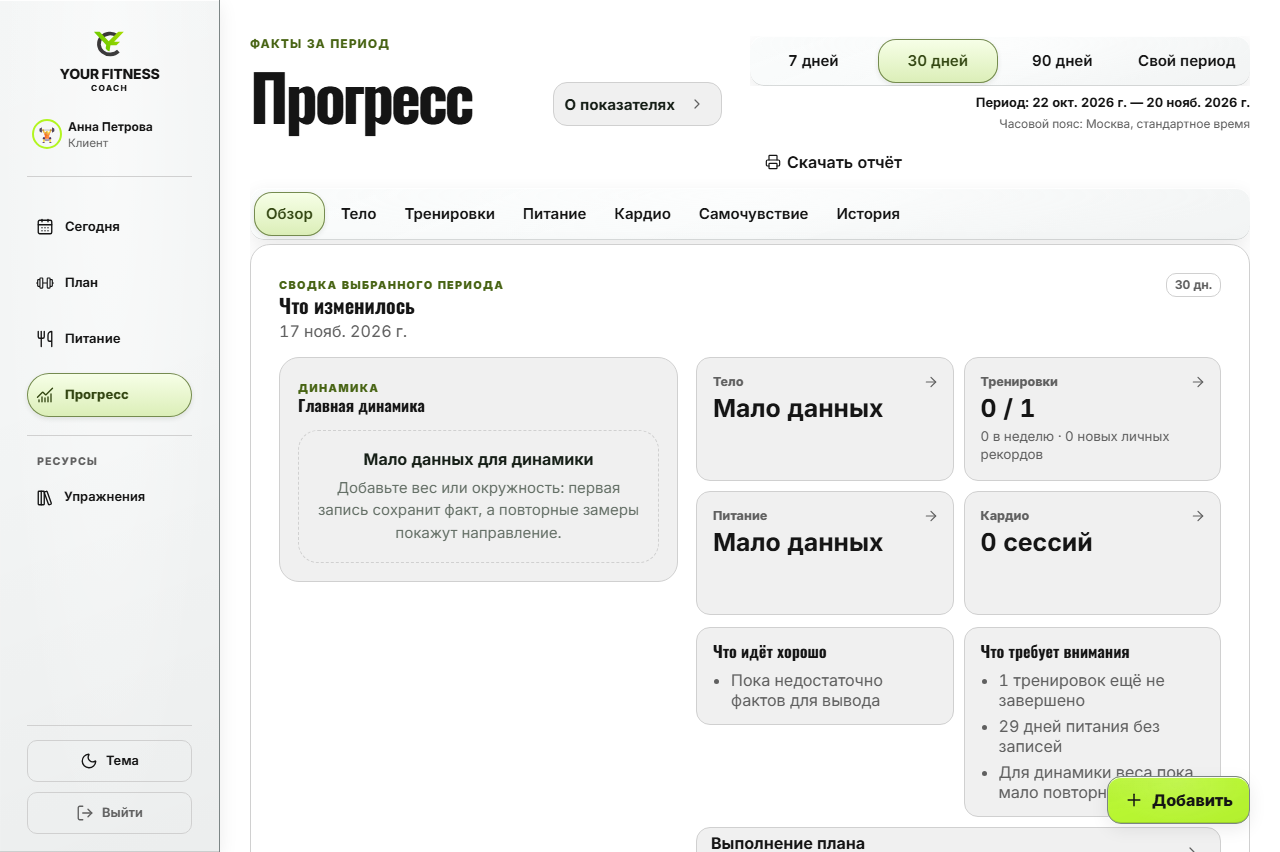 YOUR FITNESS
COACH
Анна Петрова
Клиент
Сегодня
План
Питание
Прогресс
РЕСУРСЫ
Упражнения
Тема
Выйти
ФАКТЫ ЗА ПЕРИОД
Прогресс
О показателях
7 дней
30 дней
90 дней
Свой период
Период: 22 окт. 2026 г. — 20 нояб. 2026 г.
Часовой пояс: Москва, стандартное время
Скачать отчёт
Обзор
Тело
Тренировки
Питание
Кардио
Самочувствие
История
СВОДКА ВЫБРАННОГО ПЕРИОДА
Что изменилось
17 нояб. 2026 г.
30 дн.
ДИНАМИКА
Главная динамика
Мало данных для динамики
Добавьте вес или окружность: первая
запись сохранит факт, а повторные замеры
покажут направление.
Тело
Мало данных
Тренировки
0 / 1
0 в неделю · 0 новых личных
рекордов
Питание
Мало данных
Кардио
0 сессий
Что идёт хорошо
• Пока недостаточно
фактов для вывода
Что требует внимания
• 1 тренировок ещё не
завершено
• 29 дней питания без
записей
• Для динамики веса пока
мало повторн
Добавить
Выполнение плана